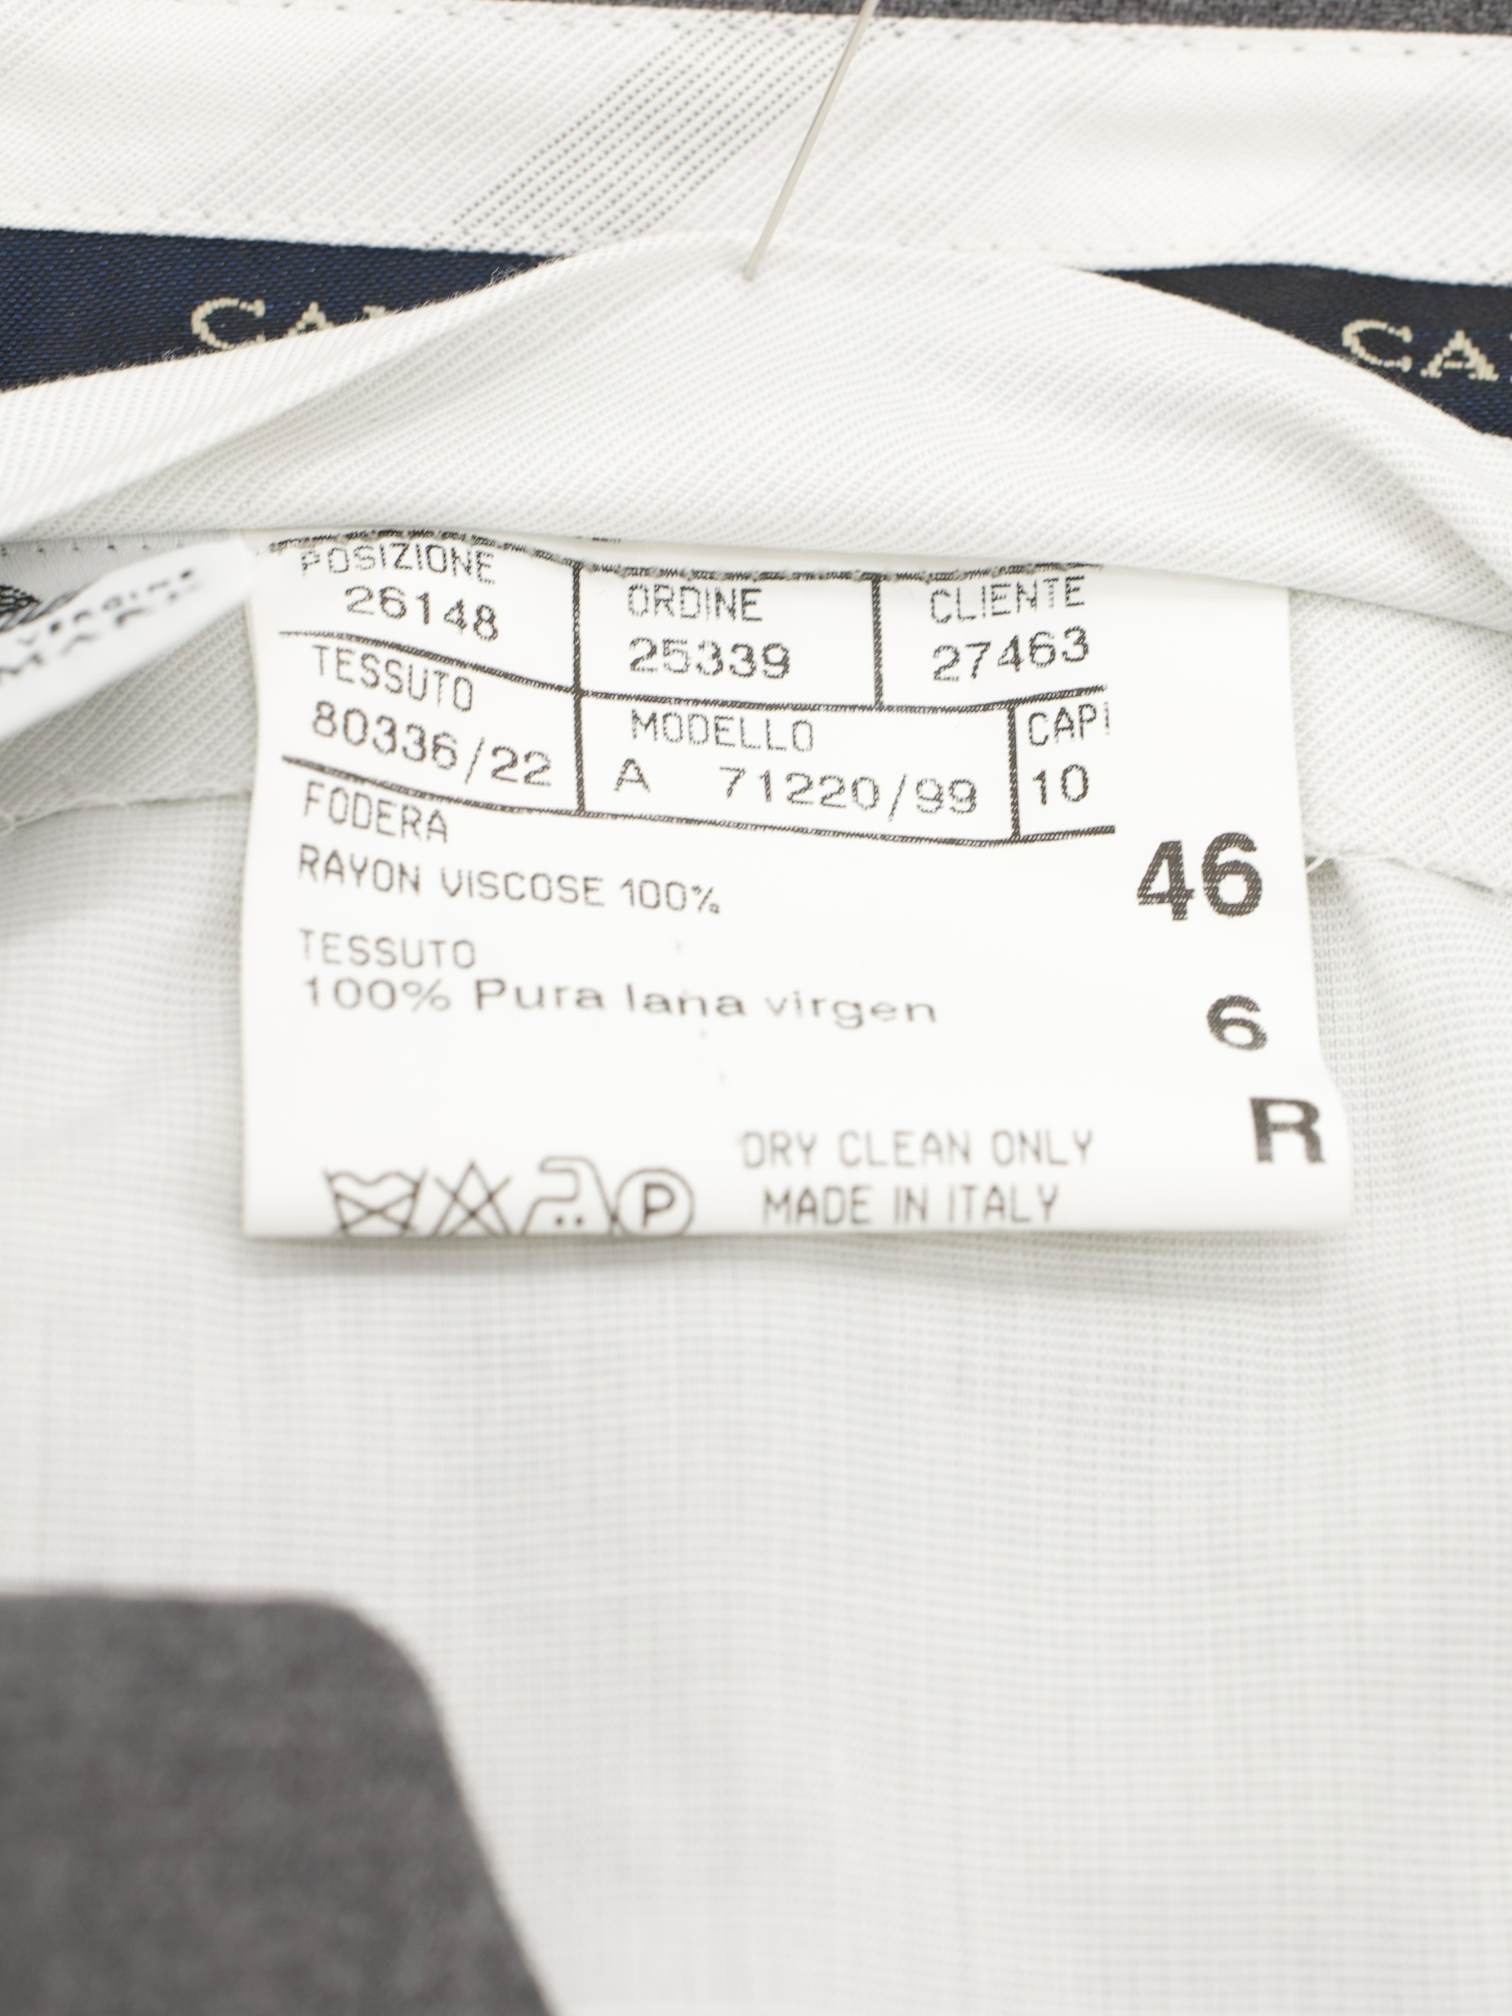 POSIZIONE ORDINE CLIENTE
26148 25339 27463
TESSUTO MODELLO CAPI
80336/22 A 71220/99 10
FODERA
RAYON VISCOSE 100%
46
TESSUTO
100% Pura lana virgen
6
R
DRY CLEAN ONLY
P MADE IN ITALY